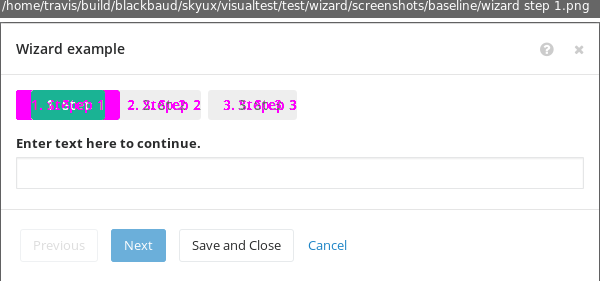 /home/travis/build/blackbaud/skyux/visualtest/test/wizard/screenshots/baseline/wizard step 1.png
Wizard example
1. Step 1 2. Step 2 3. Step 3
Enter text here to continue.
Previous Next Save and Close Cancel